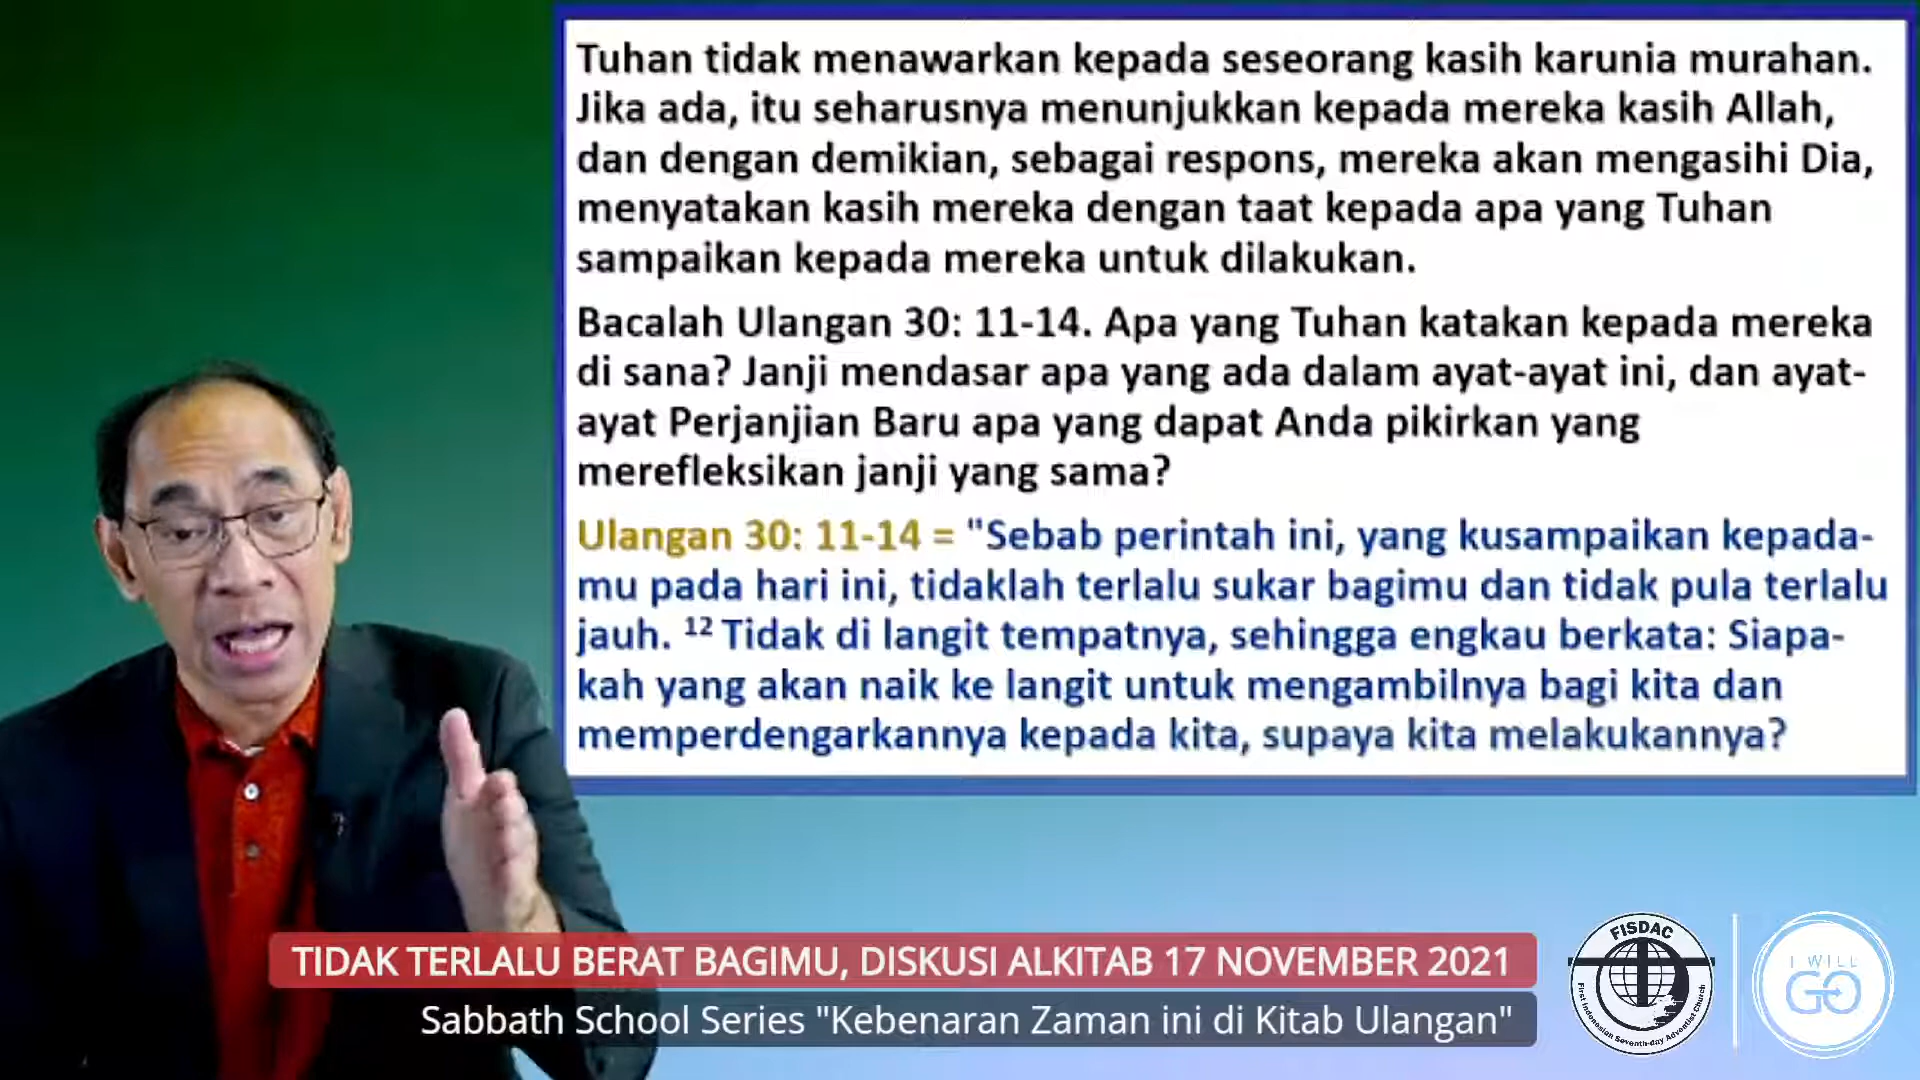 Tuhan tidak menawarkan kepada seseorang kasih karunia murahan.
Jika ada, itu seharusnya menunjukkan kepada mereka kasih Allah,
dan dengan demikian, sebagai respons, mereka akan mengasihi Dia,
menyatakan kasih mereka dengan taat kepada apa yang Tuhan
sampaikan kepada mereka untuk dilakukan.
Bacalah Ulangan 30: 11-14. Apa yang Tuhan katakan kepada mereka
di sana? Janji mendasar apa yang ada dalam ayat-ayat ini, dan ayat-
ayat Perjanjian Baru apa yang dapat Anda pikirkan yang
merefleksikan janji yang sama?
Ulangan 30: 11-14 = "Sebab perintah ini, yang kusampaikan kepada-
mu pada hari ini, tidaklah terlalu sukar bagimu dan tidak pula terlalu
jauh. 12 Tidak di langit tempatnya, sehingga engkau berkata: Siapa-
kah yang akan naik ke langit untuk mengambilnya bagi kita dan
memperdengarkannya kepada kita, supaya kita melakukannya?
TIDAK TERLALU BERAT BAGIMU, DISKUSI ALKITAB 17 NOVEMBER 2021
Sabbath School Series "Kebenaran Zaman ini di Kitab Ulangan"
FISDAC
First Indonesian Seventh-day Adventist Church
I WILL
GO